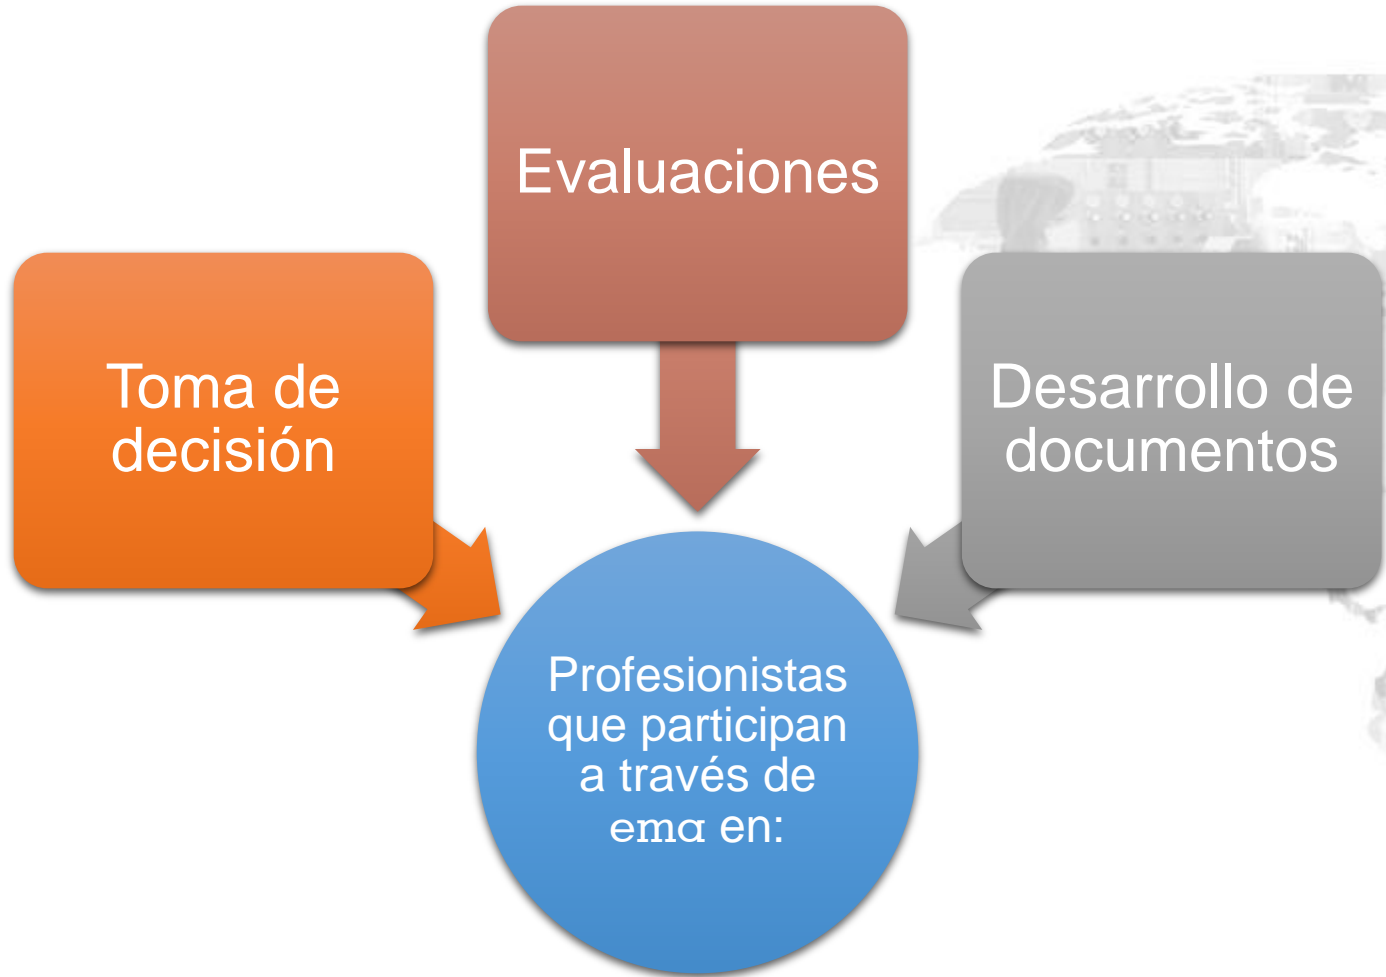 Evaluaciones
Toma de
decisión
Desarrollo de
documentos
Profesionistas
que participan
a través de
ema en: